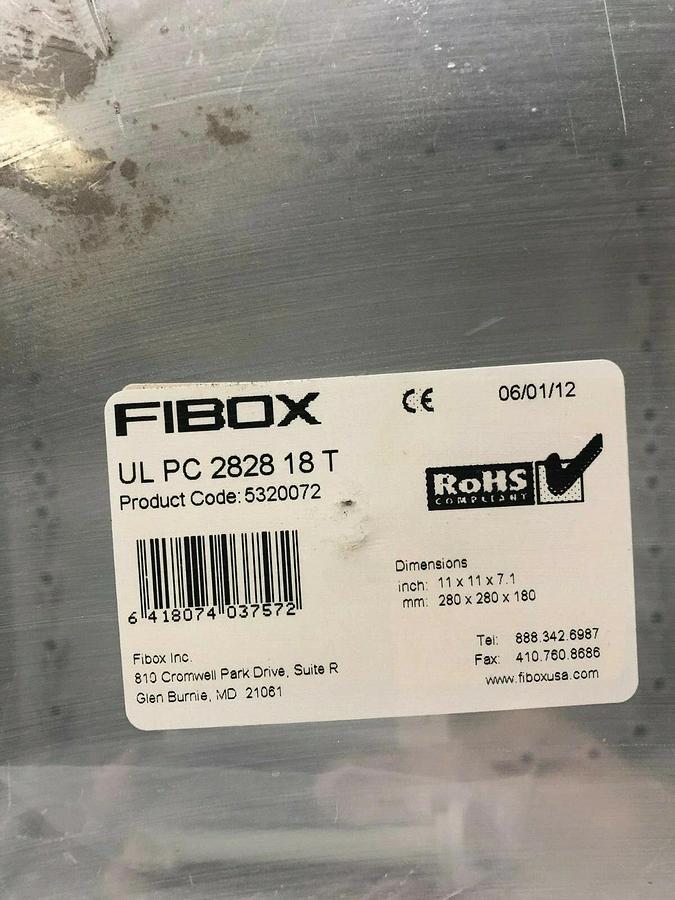 FIBOX
CE
06/01/12
UL PC 2828 18 T
Product Code: 5320072
RoHS
COMPLIANT
6 418074 037572
Dimensions
inch: 11 x 11 x 7.1
mm: 280 x 280 x 180
Fibox Inc.
810 Cromwell Park Drive, Suite R
Glen Burnie, MD 21061
Tel: 888.342.6987
Fax: 410.760.8686
www.fiboxusa.com